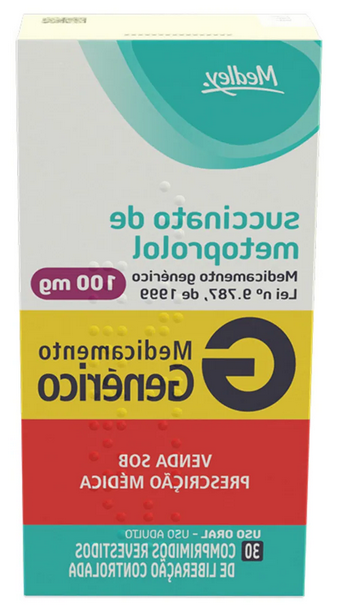 Medley.
succinato de
metoprolol
Medicamento genérico
Lei nº 9.787, de 1999
100 mg
G
Medicamento
Genérico
VENDA SOB
PRESCRIÇÃO MÉDICA
USO ORAL - USO ADULTO
30 COMPRIMIDOS REVESTIDOS
DE LIBERAÇÃO CONTROLADA